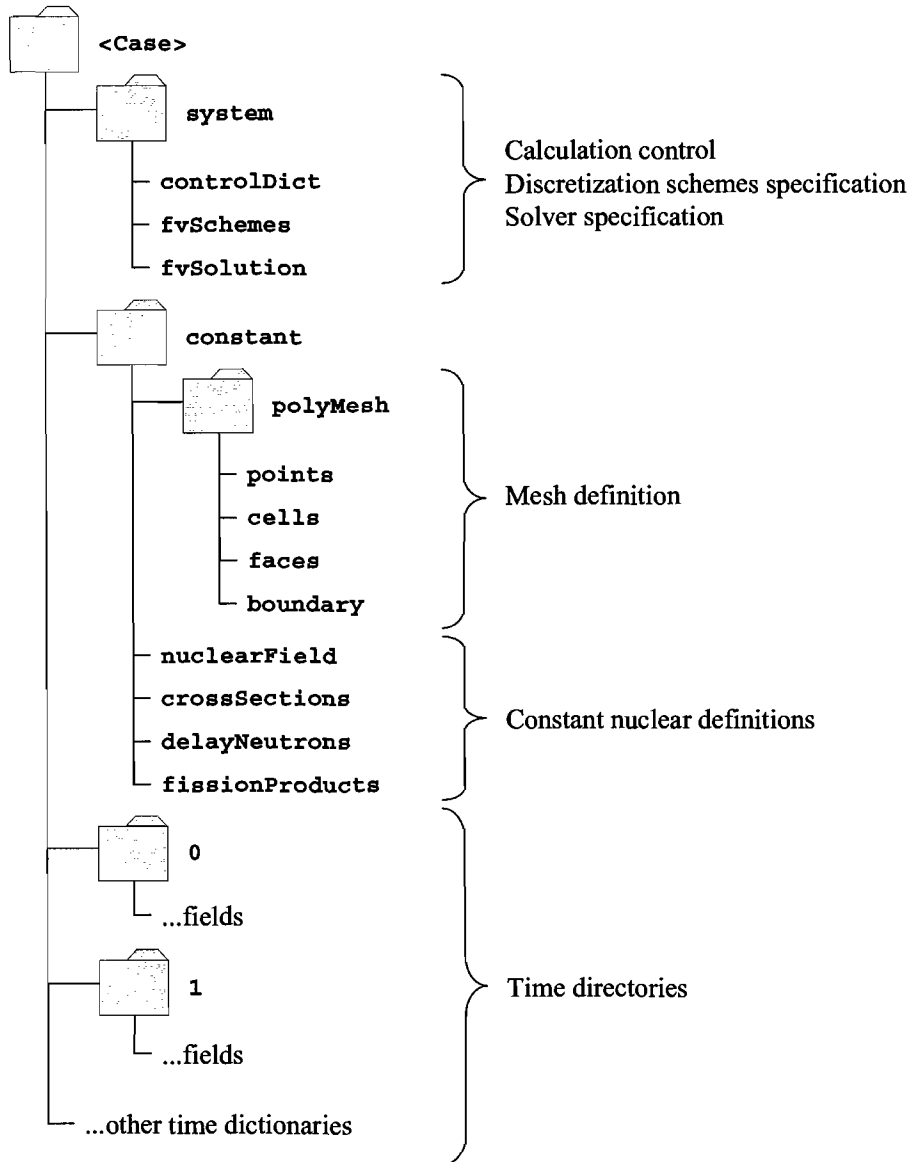 <Case>
system
controlDict
fvSchemes
fvSolution
Calculation control
Discretization schemes specification
Solver specification
constant
polyMesh
points
cells
faces
boundary
Mesh definition
nuclearField
crossSections
delayNeutrons
fissionProducts
Constant nuclear definitions
0
...fields
1
...fields
...other time dictionaries
Time directories